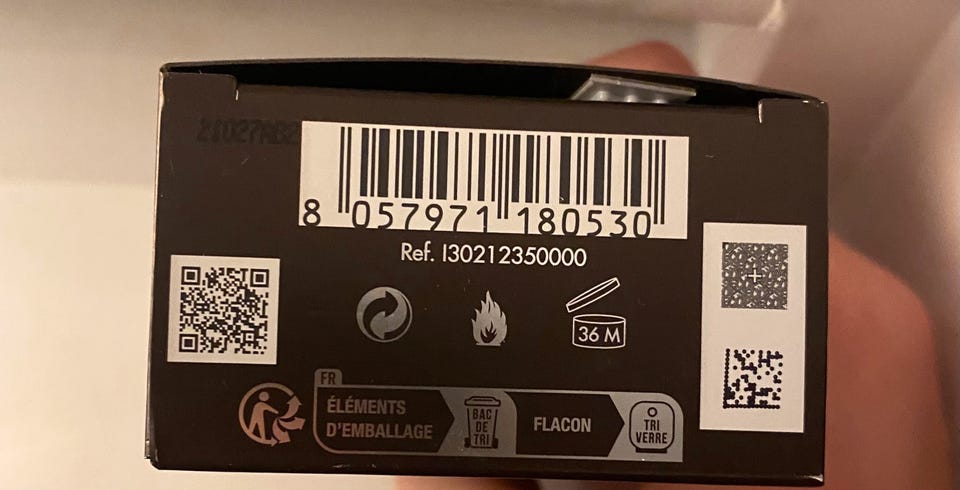 8 057971 180530
Ref. I30212350000
36 M
FR
ÉLÉMENTS
D'EMBALLAGE
BAC
DE
TRI
FLACON
TRI
VERRE